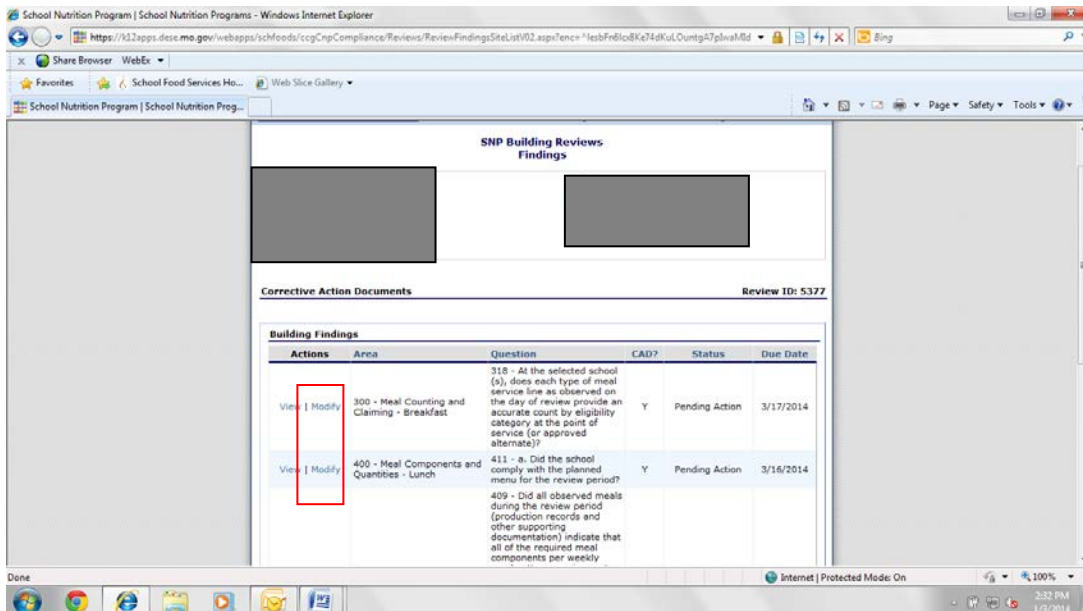 School Nutrition Program | School Nutrition Programs - Windows Internet Explorer
Bing
x Share Browser WebEx
Favorites School Food Services Ho... Web Slice Gallery
School Nutrition Program | School Nutrition Prog... Page Safety Tools
SNP Building Reviews
Findings
Corrective Action Documents Review ID: 5377
Building Findings
Actions Area Question CAD? Status Due Date
318 - At the selected school
(s), does each type of meal
service line as observed on
the day of review provide an
accurate count by eligibility
category at the point of
service (or approved
alternate)?
View | Modify 300 - Meal Counting and
Claiming - Breakfast Y Pending Action 3/17/2014
411 - a. Did the school
comply with the planned
menu for the review period?
View | Modify 400 - Meal Components and
Quantities - Lunch Y Pending Action 3/16/2014
409 - Did all observed meals
during the review period
(production records and
other supporting
documentation) indicate that
all of the required meal
components per weekly
Done Internet | Protected Mode: On 100%
2:32 PM
1/3/2014